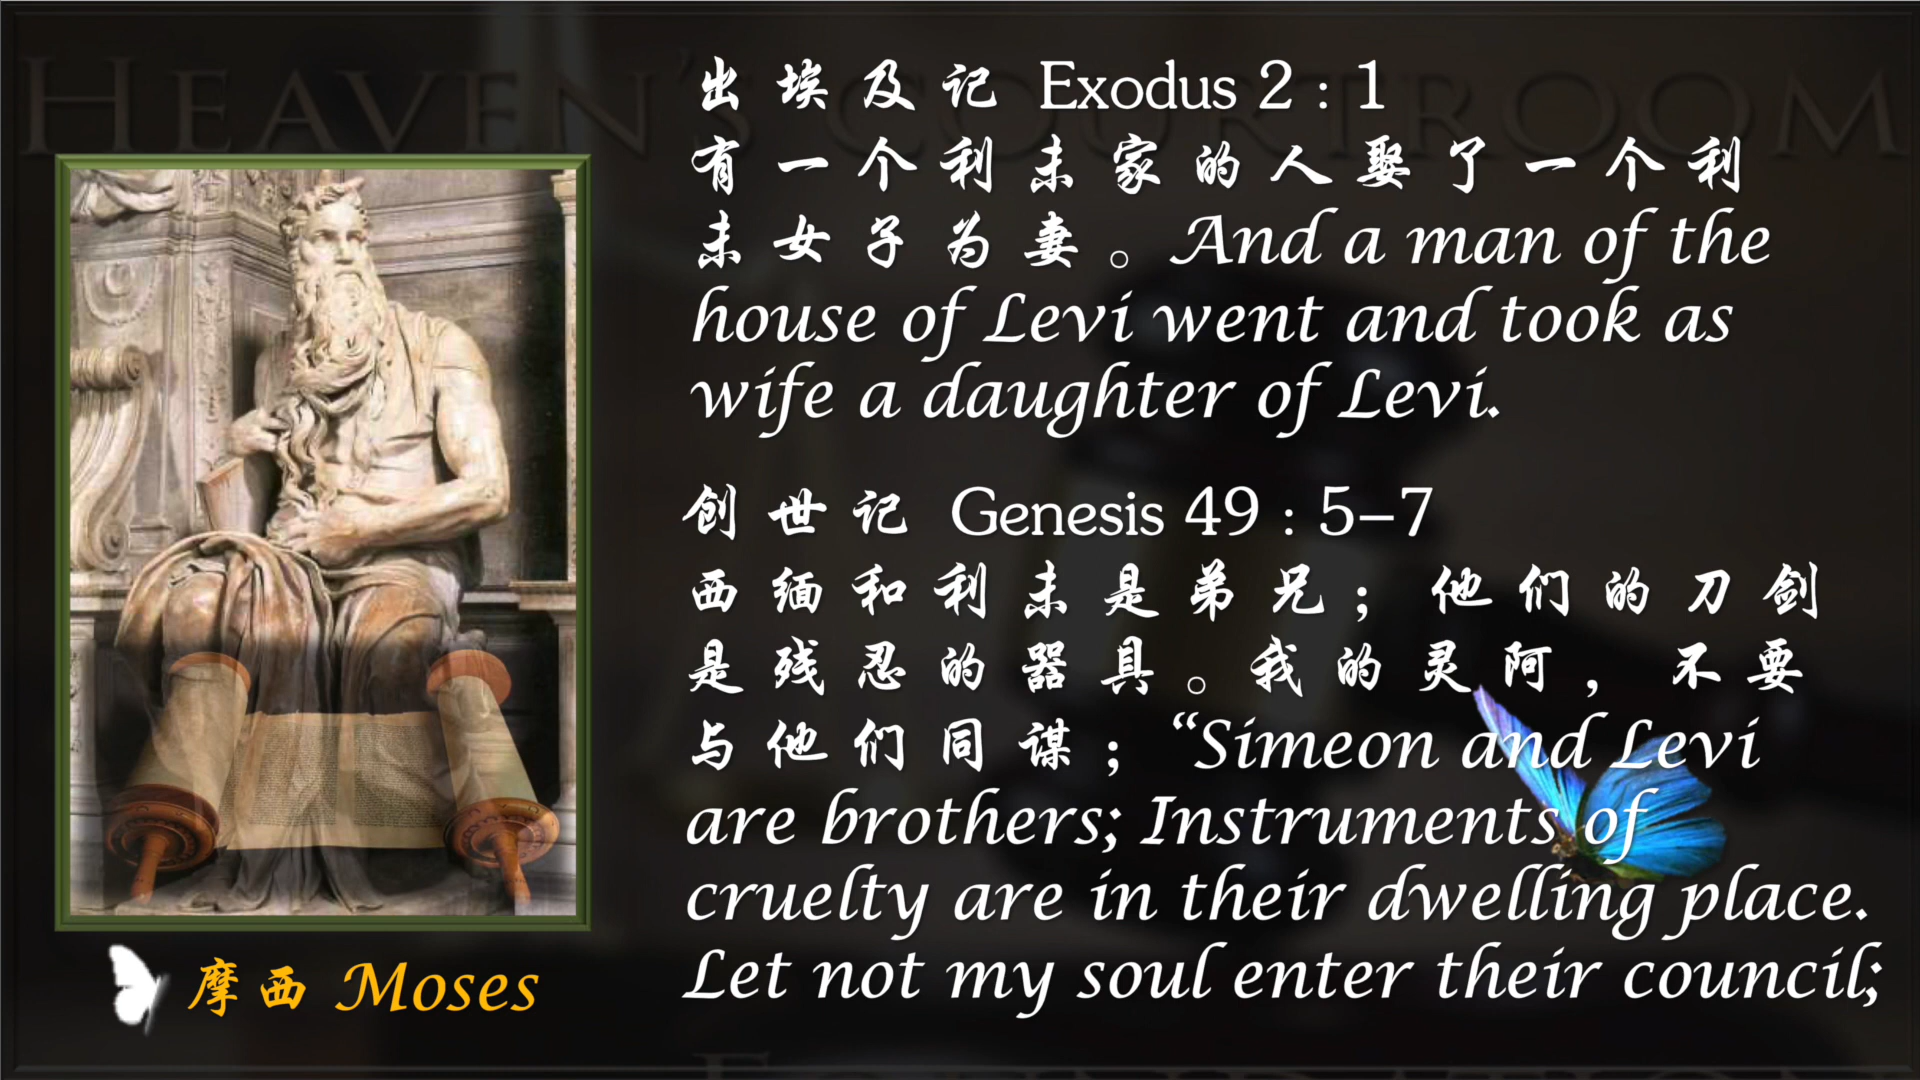 HEAVEN'S COURTROOM
出埃及记 Exodus 2 : 1
有一个利未家的人娶了一个利
未女子为妻。And a man of the
house of Levi went and took as
wife a daughter of Levi.
创世记 Genesis 49 : 5–7
西缅和利未是弟兄；他们的刀剑
是残忍的器具。我的灵阿，不要
与他们同谋；“Simeon and Levi
are brothers; Instruments of
cruelty are in their dwelling place.
Let not my soul enter their council;
摩西 Moses